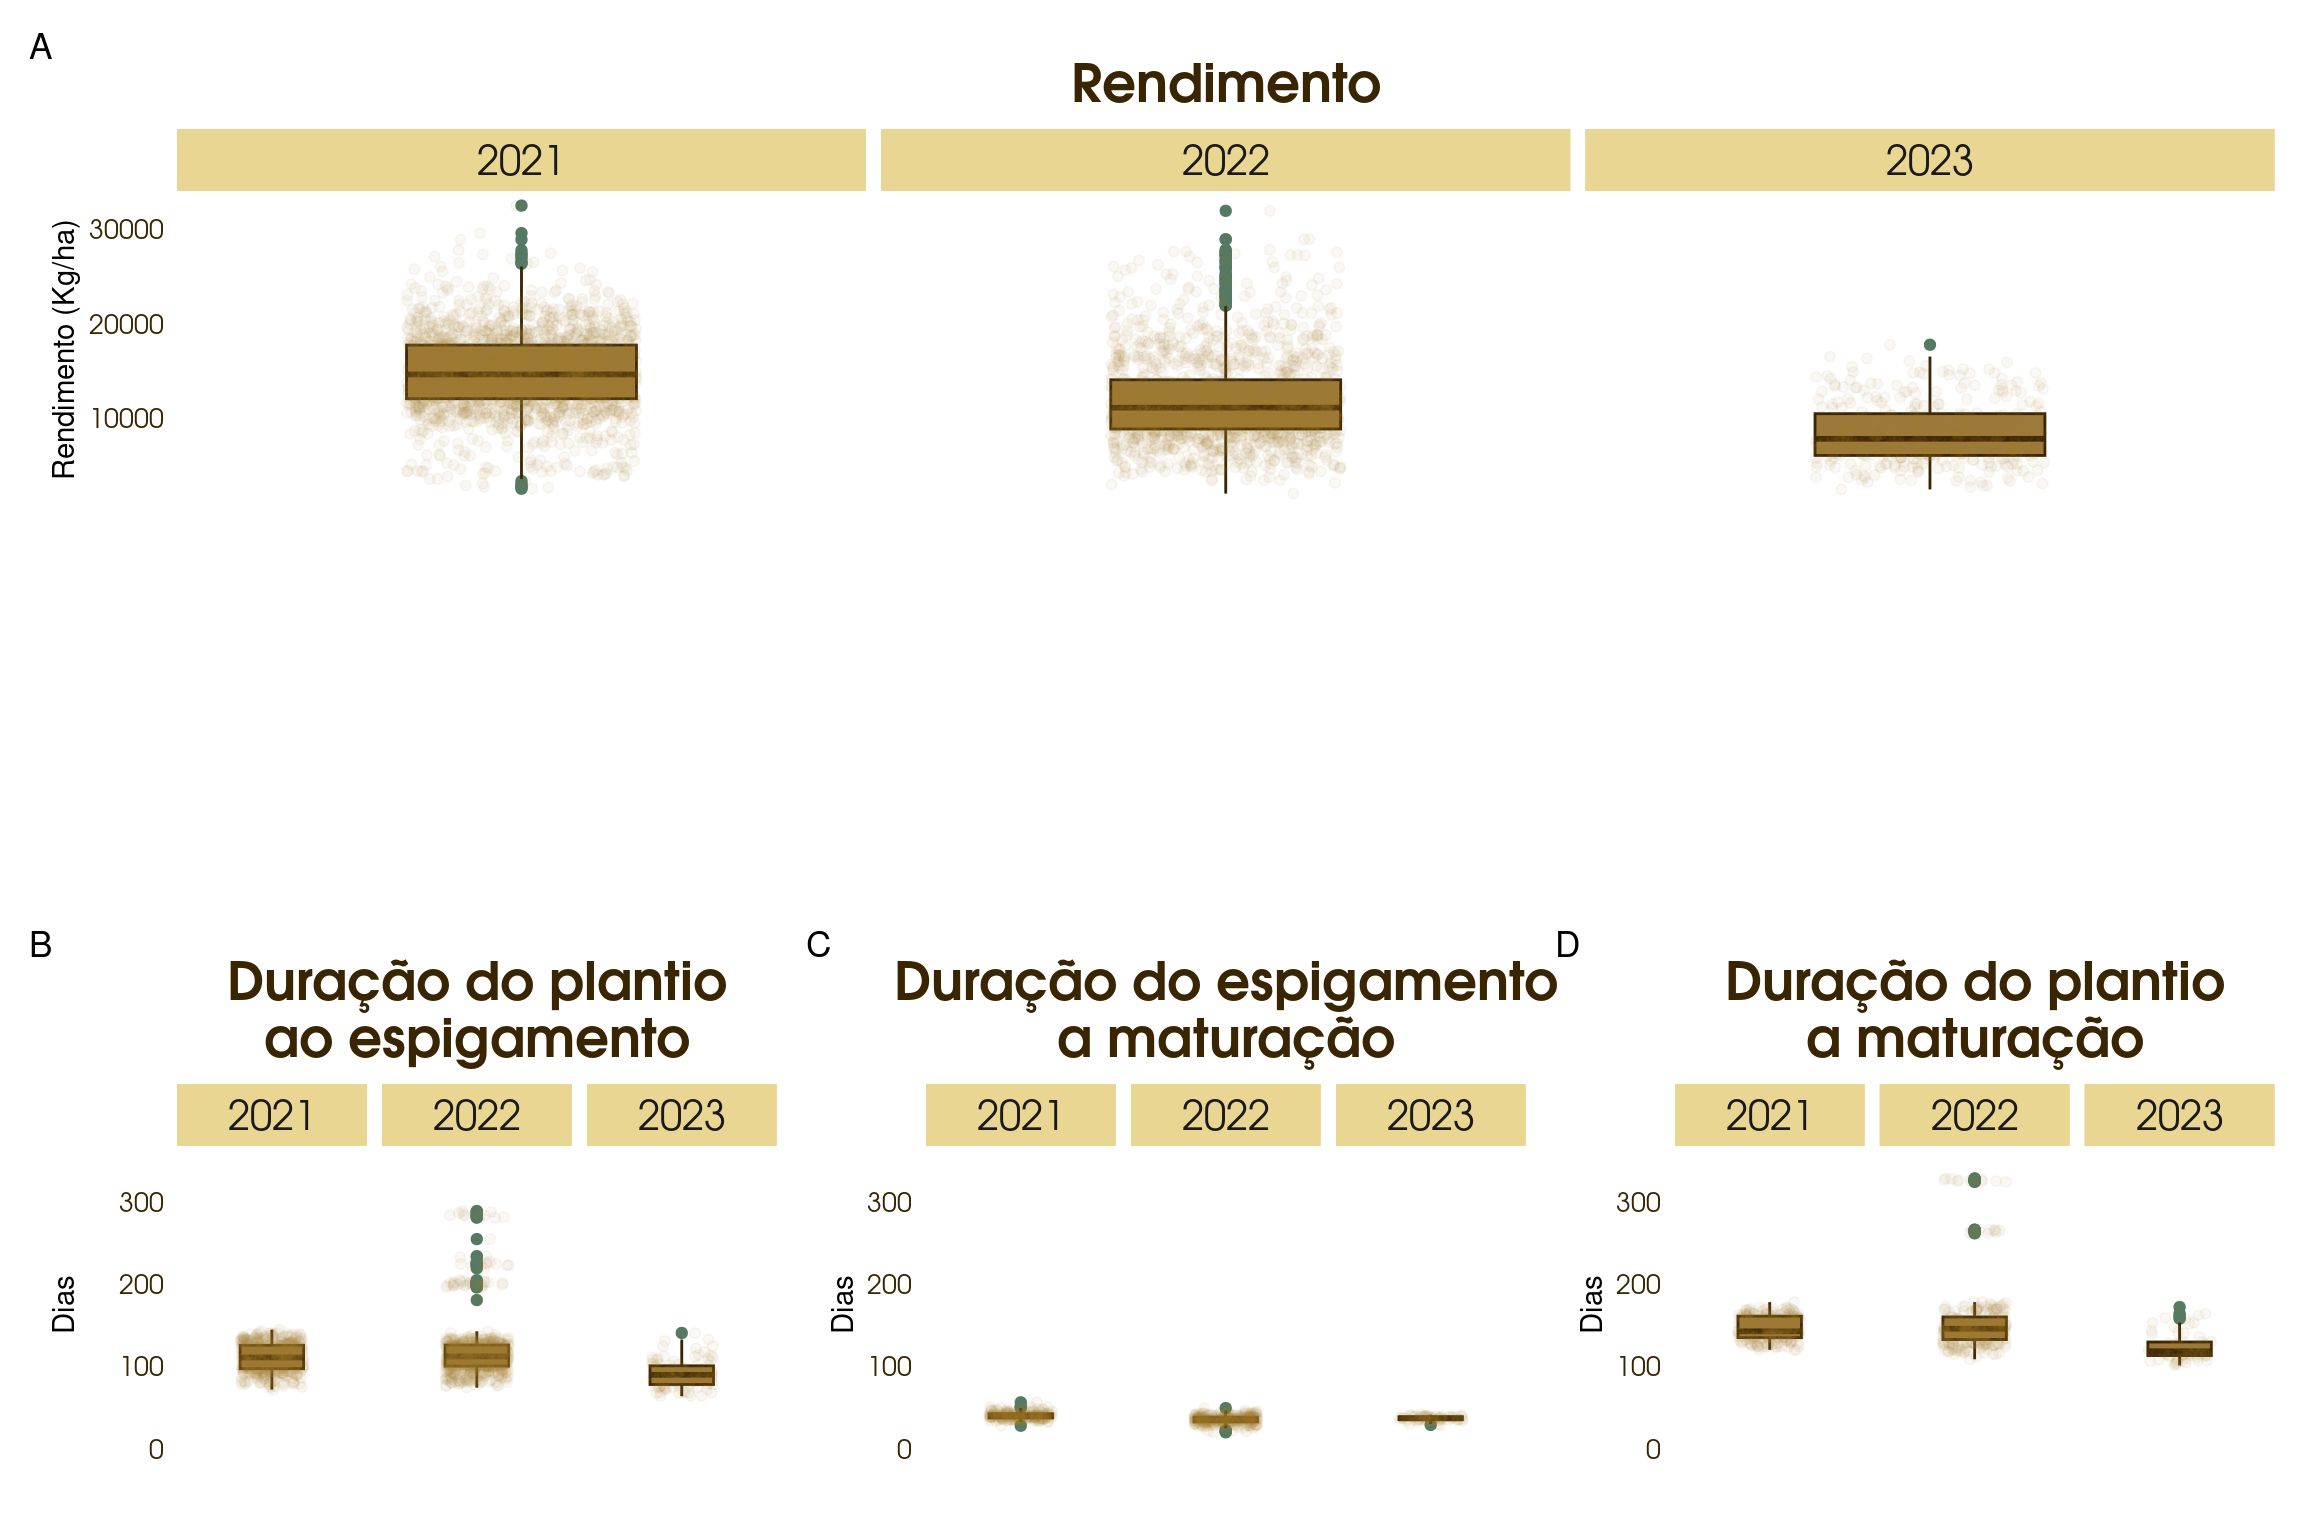 A
Rendimento
2021 2022 2023
Rendimento (Kg/ha)
30000
20000
10000
B
Duração do plantio
ao espigamento
2021 2022 2023
Dias
300
200
100
0
C
Duração do espigamento
a maturação
2021 2022 2023
Dias
300
200
100
0
D
Duração do plantio
a maturação
2021 2022 2023
Dias
300
200
100
0